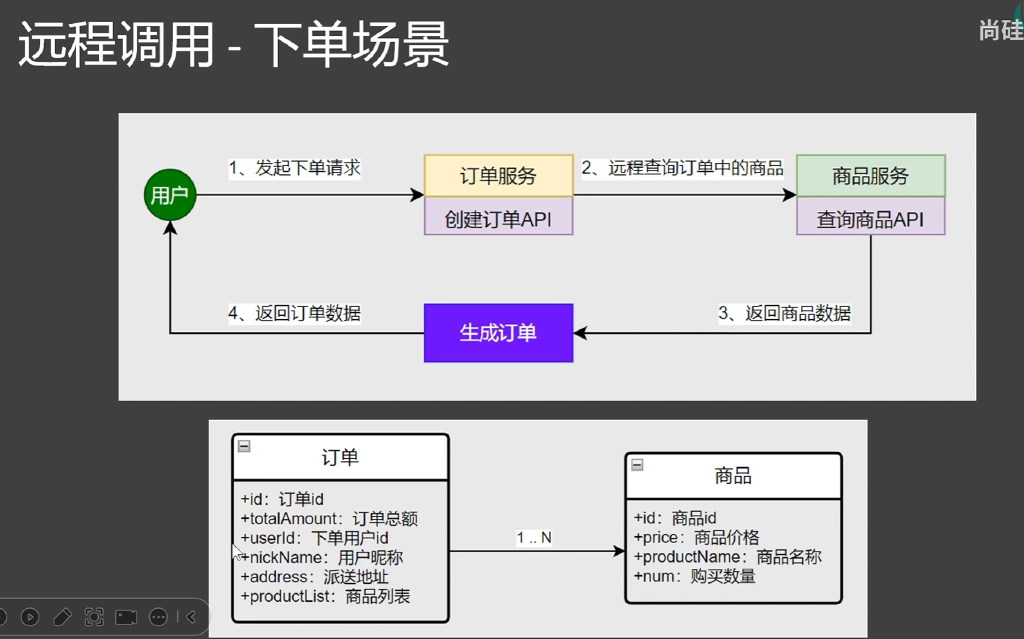 远程调用 - 下单场景
尚硅
1、发起下单请求
2、远程查询订单中的商品
用户
订单服务
创建订单API
商品服务
查询商品API
4、返回订单数据
生成订单
3、返回商品数据
订单
+id：订单id
+totalAmount：订单总额
+userId：下单用户id
+nickName：用户昵称
+address：派送地址
+productList：商品列表
1 .. N
商品
+id：商品id
+price：商品价格
+productName：商品名称
+num：购买数量